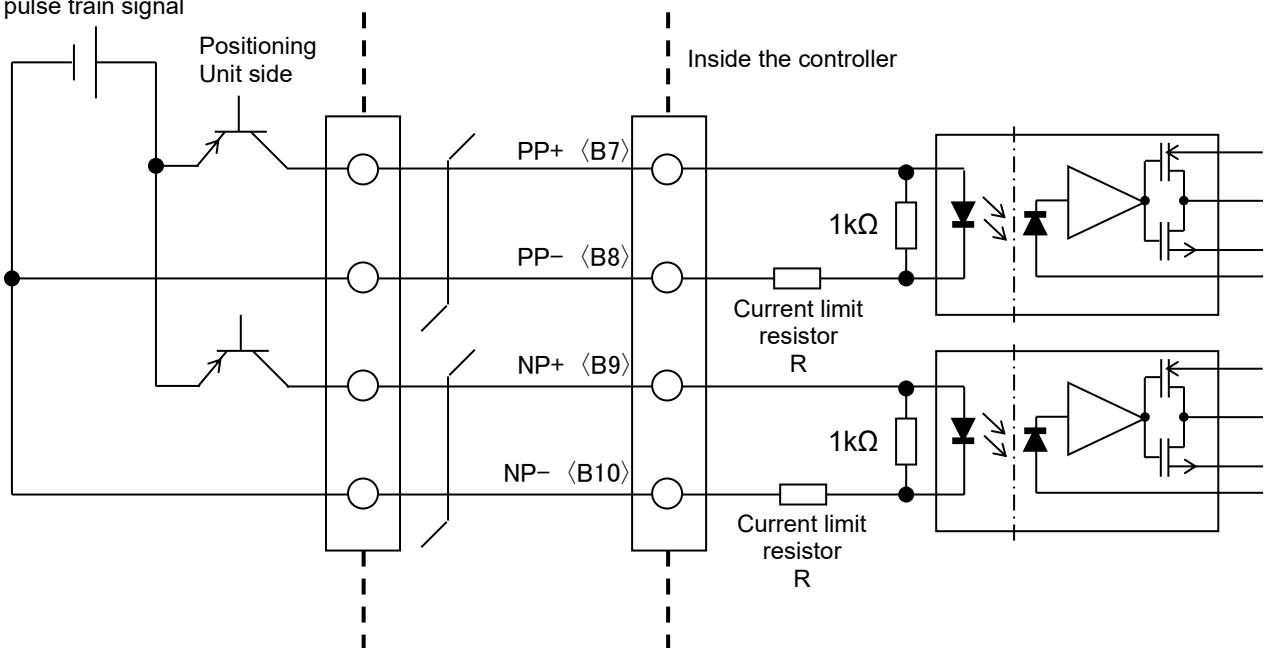 pulse train signal
Positioning
Unit side
Inside the controller
PP+ 〈B7〉
1kΩ
PP− 〈B8〉
Current limit
resistor
R
NP+ 〈B9〉
1kΩ
NP− 〈B10〉
Current limit
resistor
R